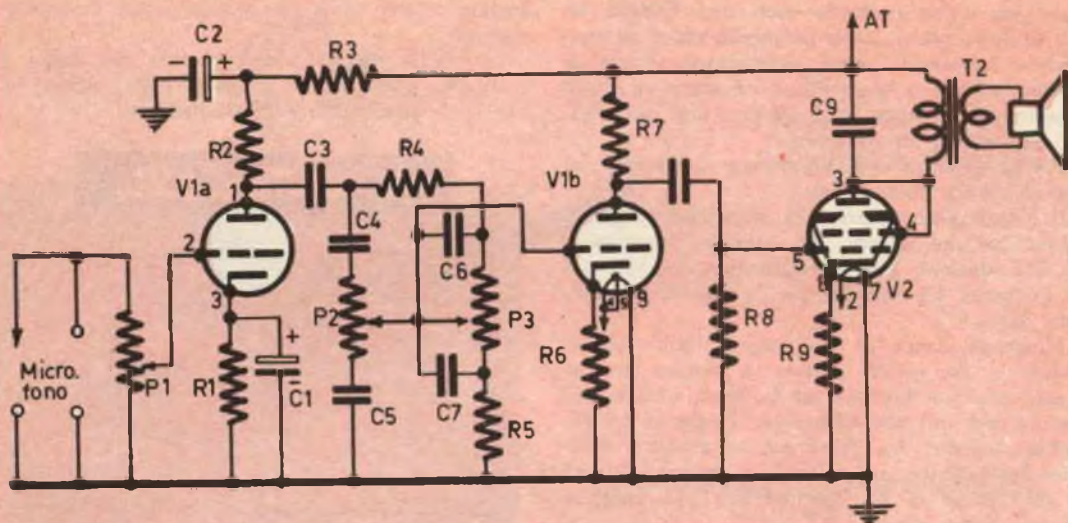 C2
- +
R3
AT
T2
C9
R7
R2
C3
R4
V1a
1
V1b
3
C4
4
2
C6
5
3
8
2
7
V2
9
P2
P3
R8
+
Micro.
fono
P1
R6
R9
R1
-
C1
C7
C5
R5